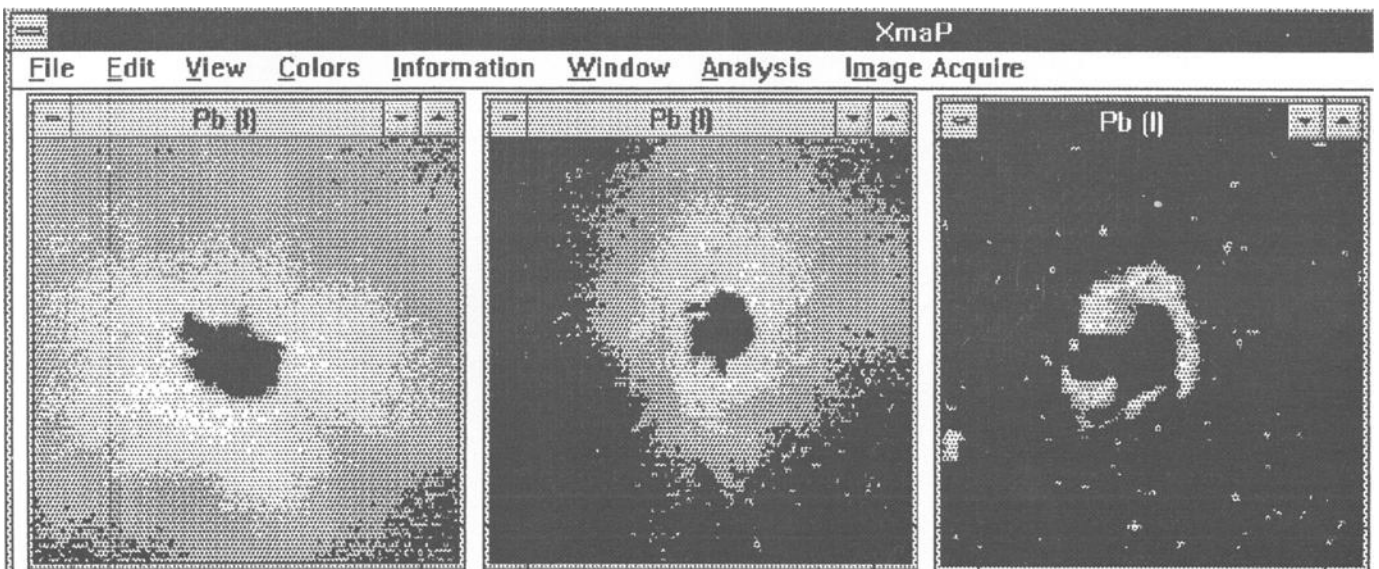 XmaP
File Edit View Colors Information Window Analysis Image Acquire
Pb (I) Pb (I) Pb (I)